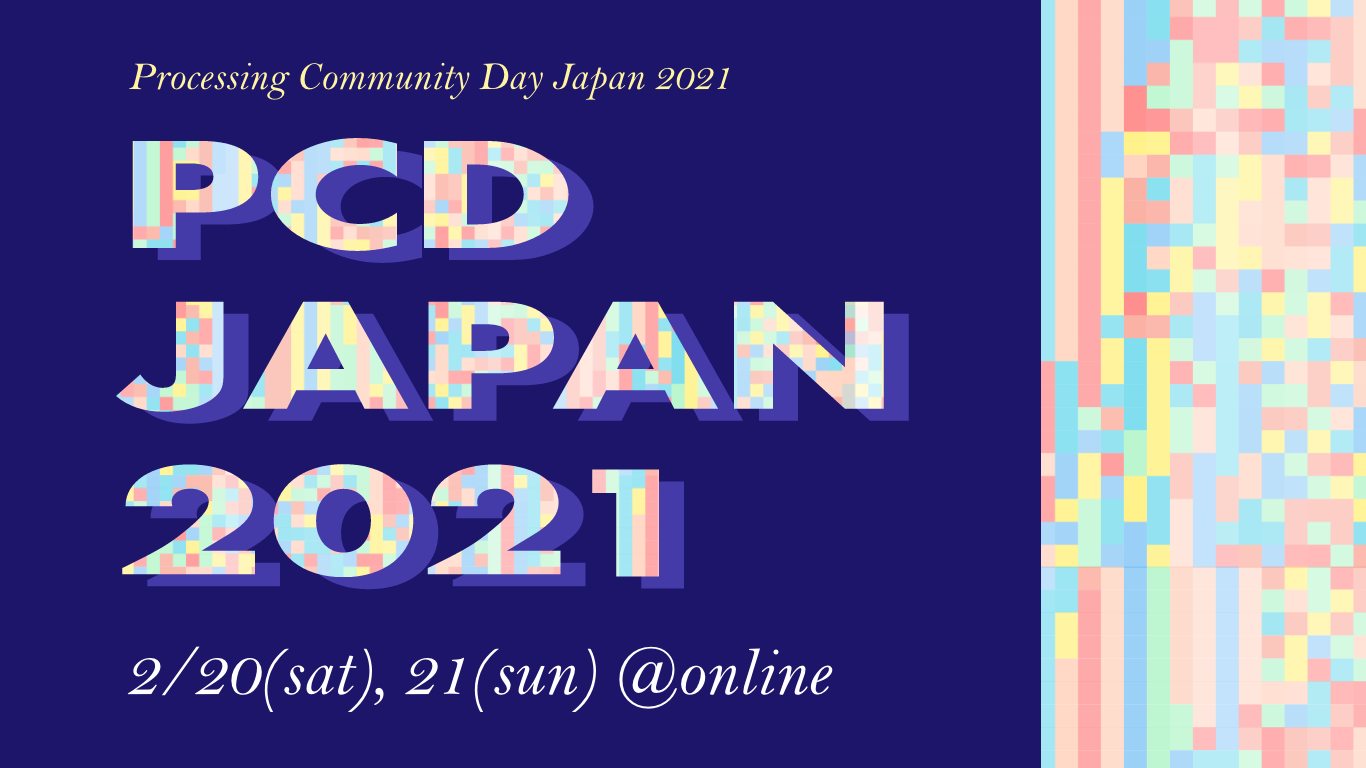 Processing Community Day Japan 2021
PCD
JAPAN
2021
2/20(sat), 21(sun) @online